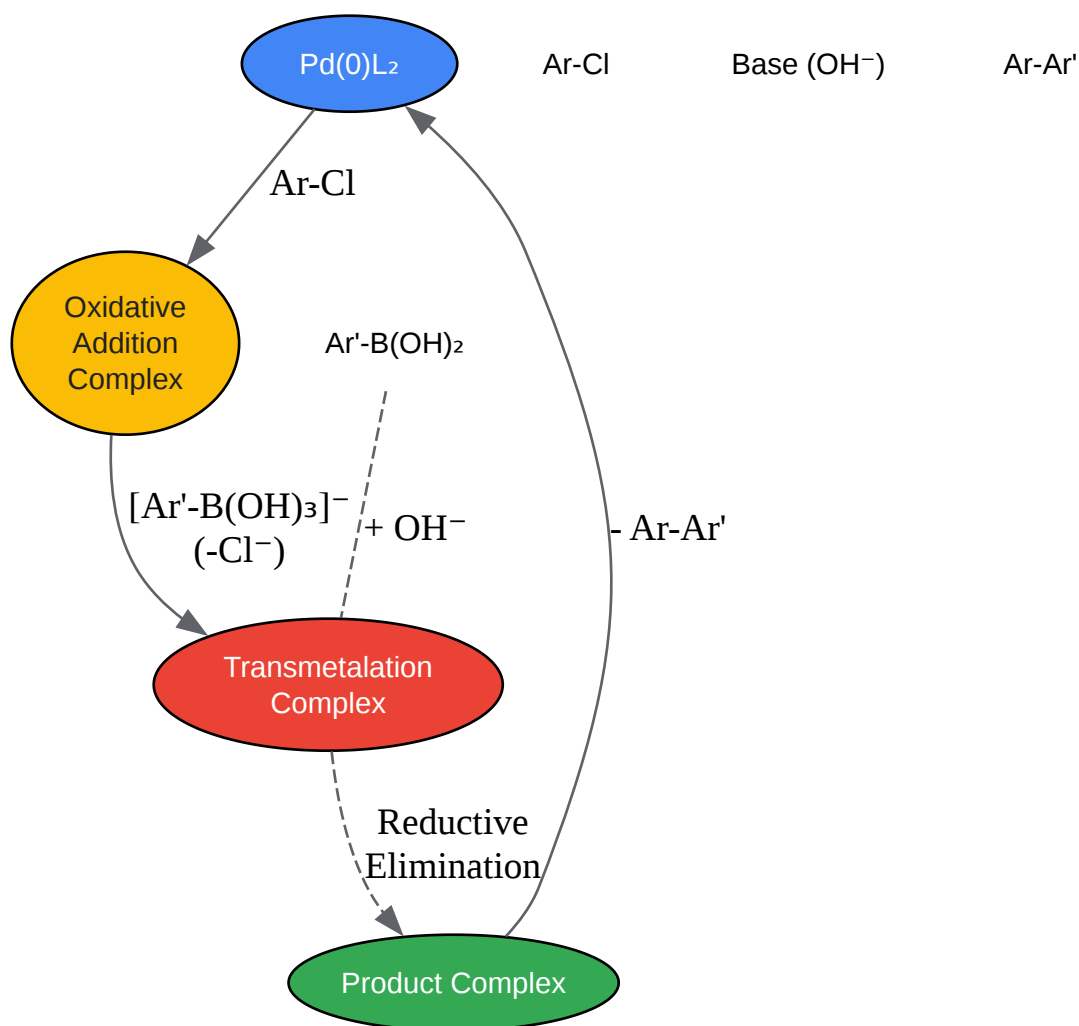 Pd(0)L₂
Ar-Cl
Base (OH⁻)
Ar-Ar'
Ar-Cl
Oxidative
Addition
Complex
Ar'-B(OH)₂
[Ar'-B(OH)₃]⁻
(-Cl⁻)
+ OH⁻
- Ar-Ar'
Transmetalation
Complex
Reductive
Elimination
Product Complex